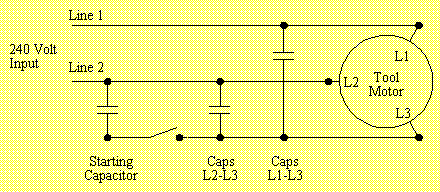 Line 1
240 Volt
Input
Line 2
L1
L2
Tool
Motor
L3
Starting
Capacitor
Caps
L2-L3
Caps
L1-L3